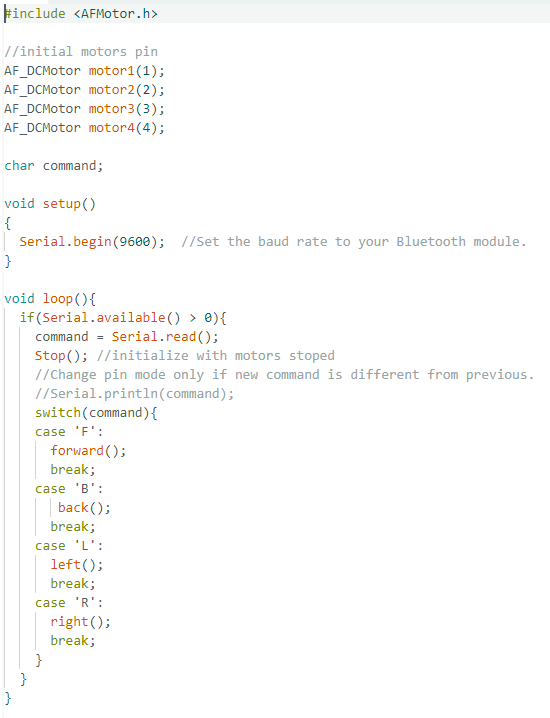 #include <AFMotor.h>

//initial motors pin
AF_DCMotor motor1(1);
AF_DCMotor motor2(2);
AF_DCMotor motor3(3);
AF_DCMotor motor4(4);

char command;

void setup()
{
  Serial.begin(9600);  //Set the baud rate to your Bluetooth module.
}

void loop(){
  if(Serial.available() > 0){
    command = Serial.read();
    Stop(); //initialize with motors stoped
    //Change pin mode only if new command is different from previous.
    //Serial.println(command);
    switch(command){
    case 'F':
      forward();
      break;
    case 'B':
       back();
      break;
    case 'L':
      left();
      break;
    case 'R':
      right();
      break;
    }
  }
}